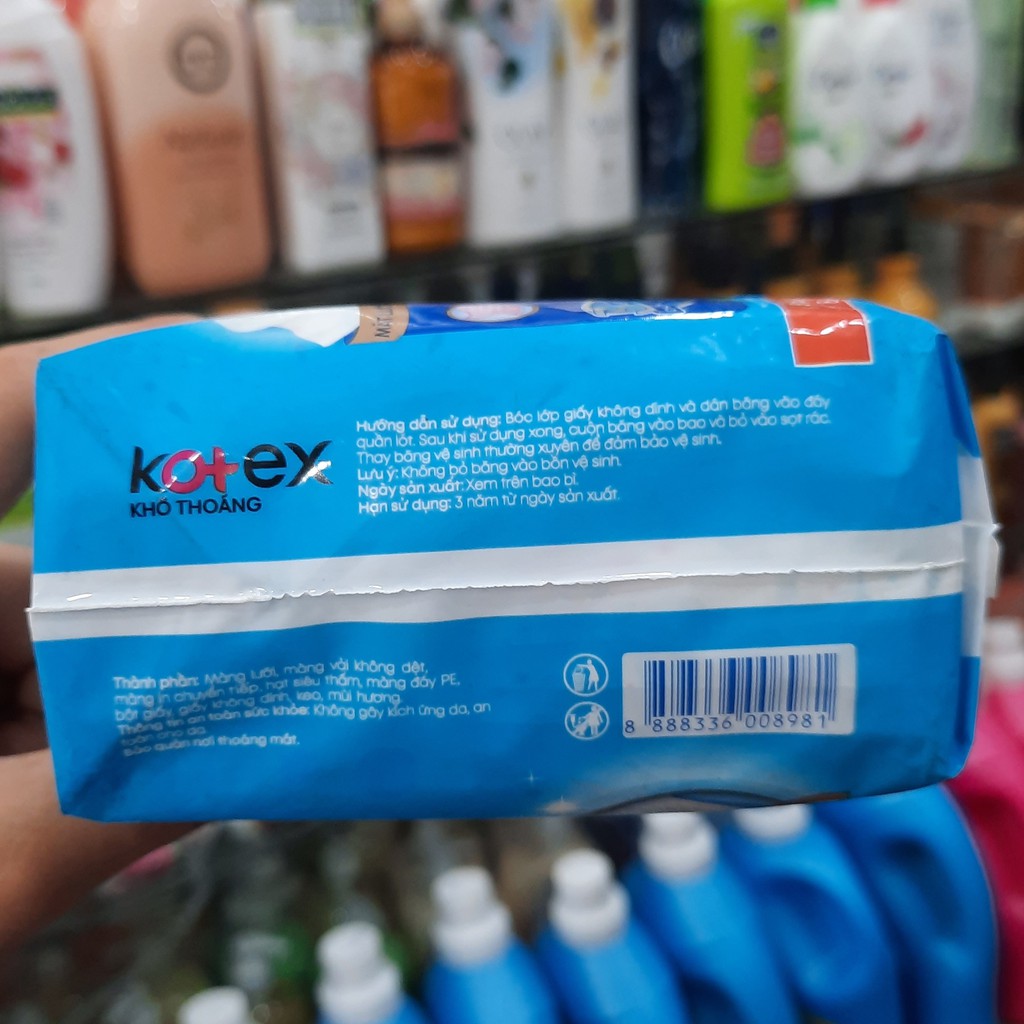 kotex
KHÔ THOÁNG
Hướng dẫn sử dụng: Bóc lớp giấy không dính và dán băng vào đáy
quần lót. Sau khi sử dụng xong, cuộn băng vào bao và bỏ vào sọt rác.
Thay băng vệ sinh thường xuyên để đảm bảo vệ sinh.
Lưu ý: Không bỏ băng vào bồn vệ sinh.
Ngày sản xuất: Xem trên bao bì.
Hạn sử dụng: 3 năm từ ngày sản xuất.
Thành phần: Màng lưới, màng vải không dệt,
màng in chuyển tiếp, hạt siêu thấm, màng đáy PE,
bột giấy, giấy không dính, keo, mùi hương.
Thông tin an toàn sức khỏe: Không gây kích ứng da, an
toàn cho da.
Bảo quản nơi thoáng mát.
8 888336 008981